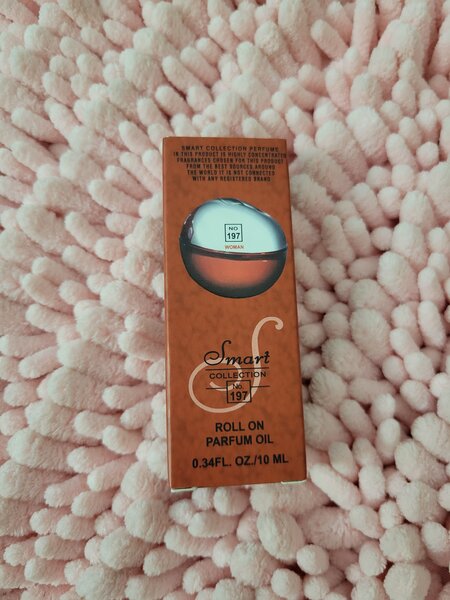 SMART COLLECTION PERFUME
IN THIS PRODUCT IS HIGHLY CONCENTRATED
FRAGRANCES CHOSEN FOR THIS PRODUCT
FROM THE BEST SOURCES AROUND
THE WORLD IT IS NOT CONNECTED
WITH ANY REGISTERED BRAND
NO
197
WOMAN
S
Smart
COLLECTION
No.
197
ROLL ON
PARFUM OIL
0.34FL. OZ./10 ML